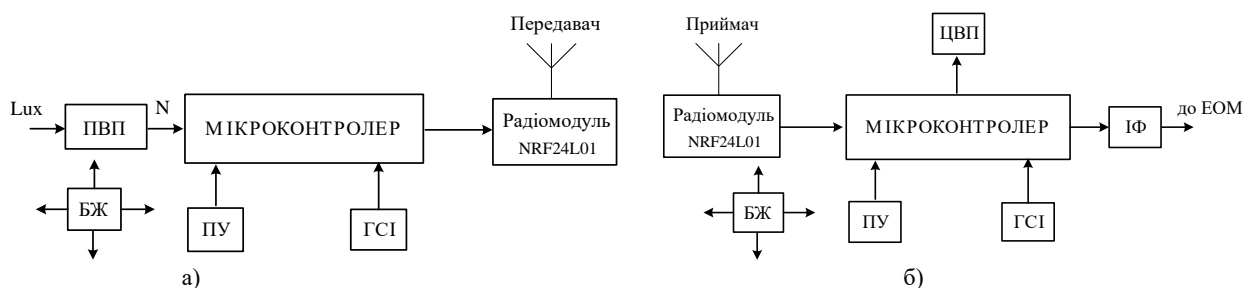 Передавач
Lux
ПВП
N
МІКРОКОНТРОЛЕР
Радіомодуль
NRF24L01
БЖ
ПУ
ГСІ
а)
Приймач
ЦВП
Радіомодуль
NRF24L01
МІКРОКОНТРОЛЕР
ІФ
до ЕОМ
БЖ
ПУ
ГСІ
б)